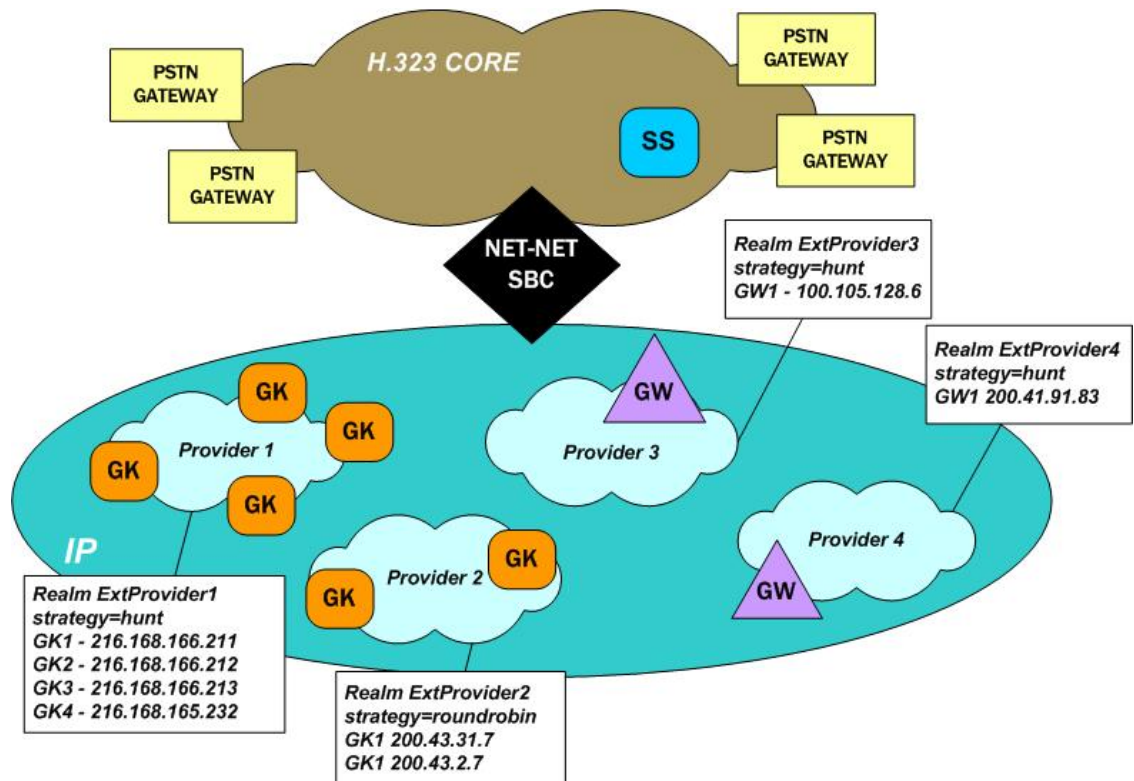 H.323 CORE
PSTN
GATEWAY
PSTN
GATEWAY
PSTN
GATEWAY
PSTN
GATEWAY
SS
NET-NET
SBC
Realm ExtProvider3
strategy=hunt
GW1 - 100.105.128.6
Realm ExtProvider4
strategy=hunt
GW1 200.41.91.83
GK
GK
GK
GK
Provider 1
GW
Provider 3
IP
GK
GK
Provider 2
Provider 4
GW
Realm ExtProvider1
strategy=hunt
GK1 - 216.168.166.211
GK2 - 216.168.166.212
GK3 - 216.168.166.213
GK4 - 216.168.165.232
Realm ExtProvider2
strategy=roundrobin
GK1 200.43.31.7
GK1 200.43.2.7